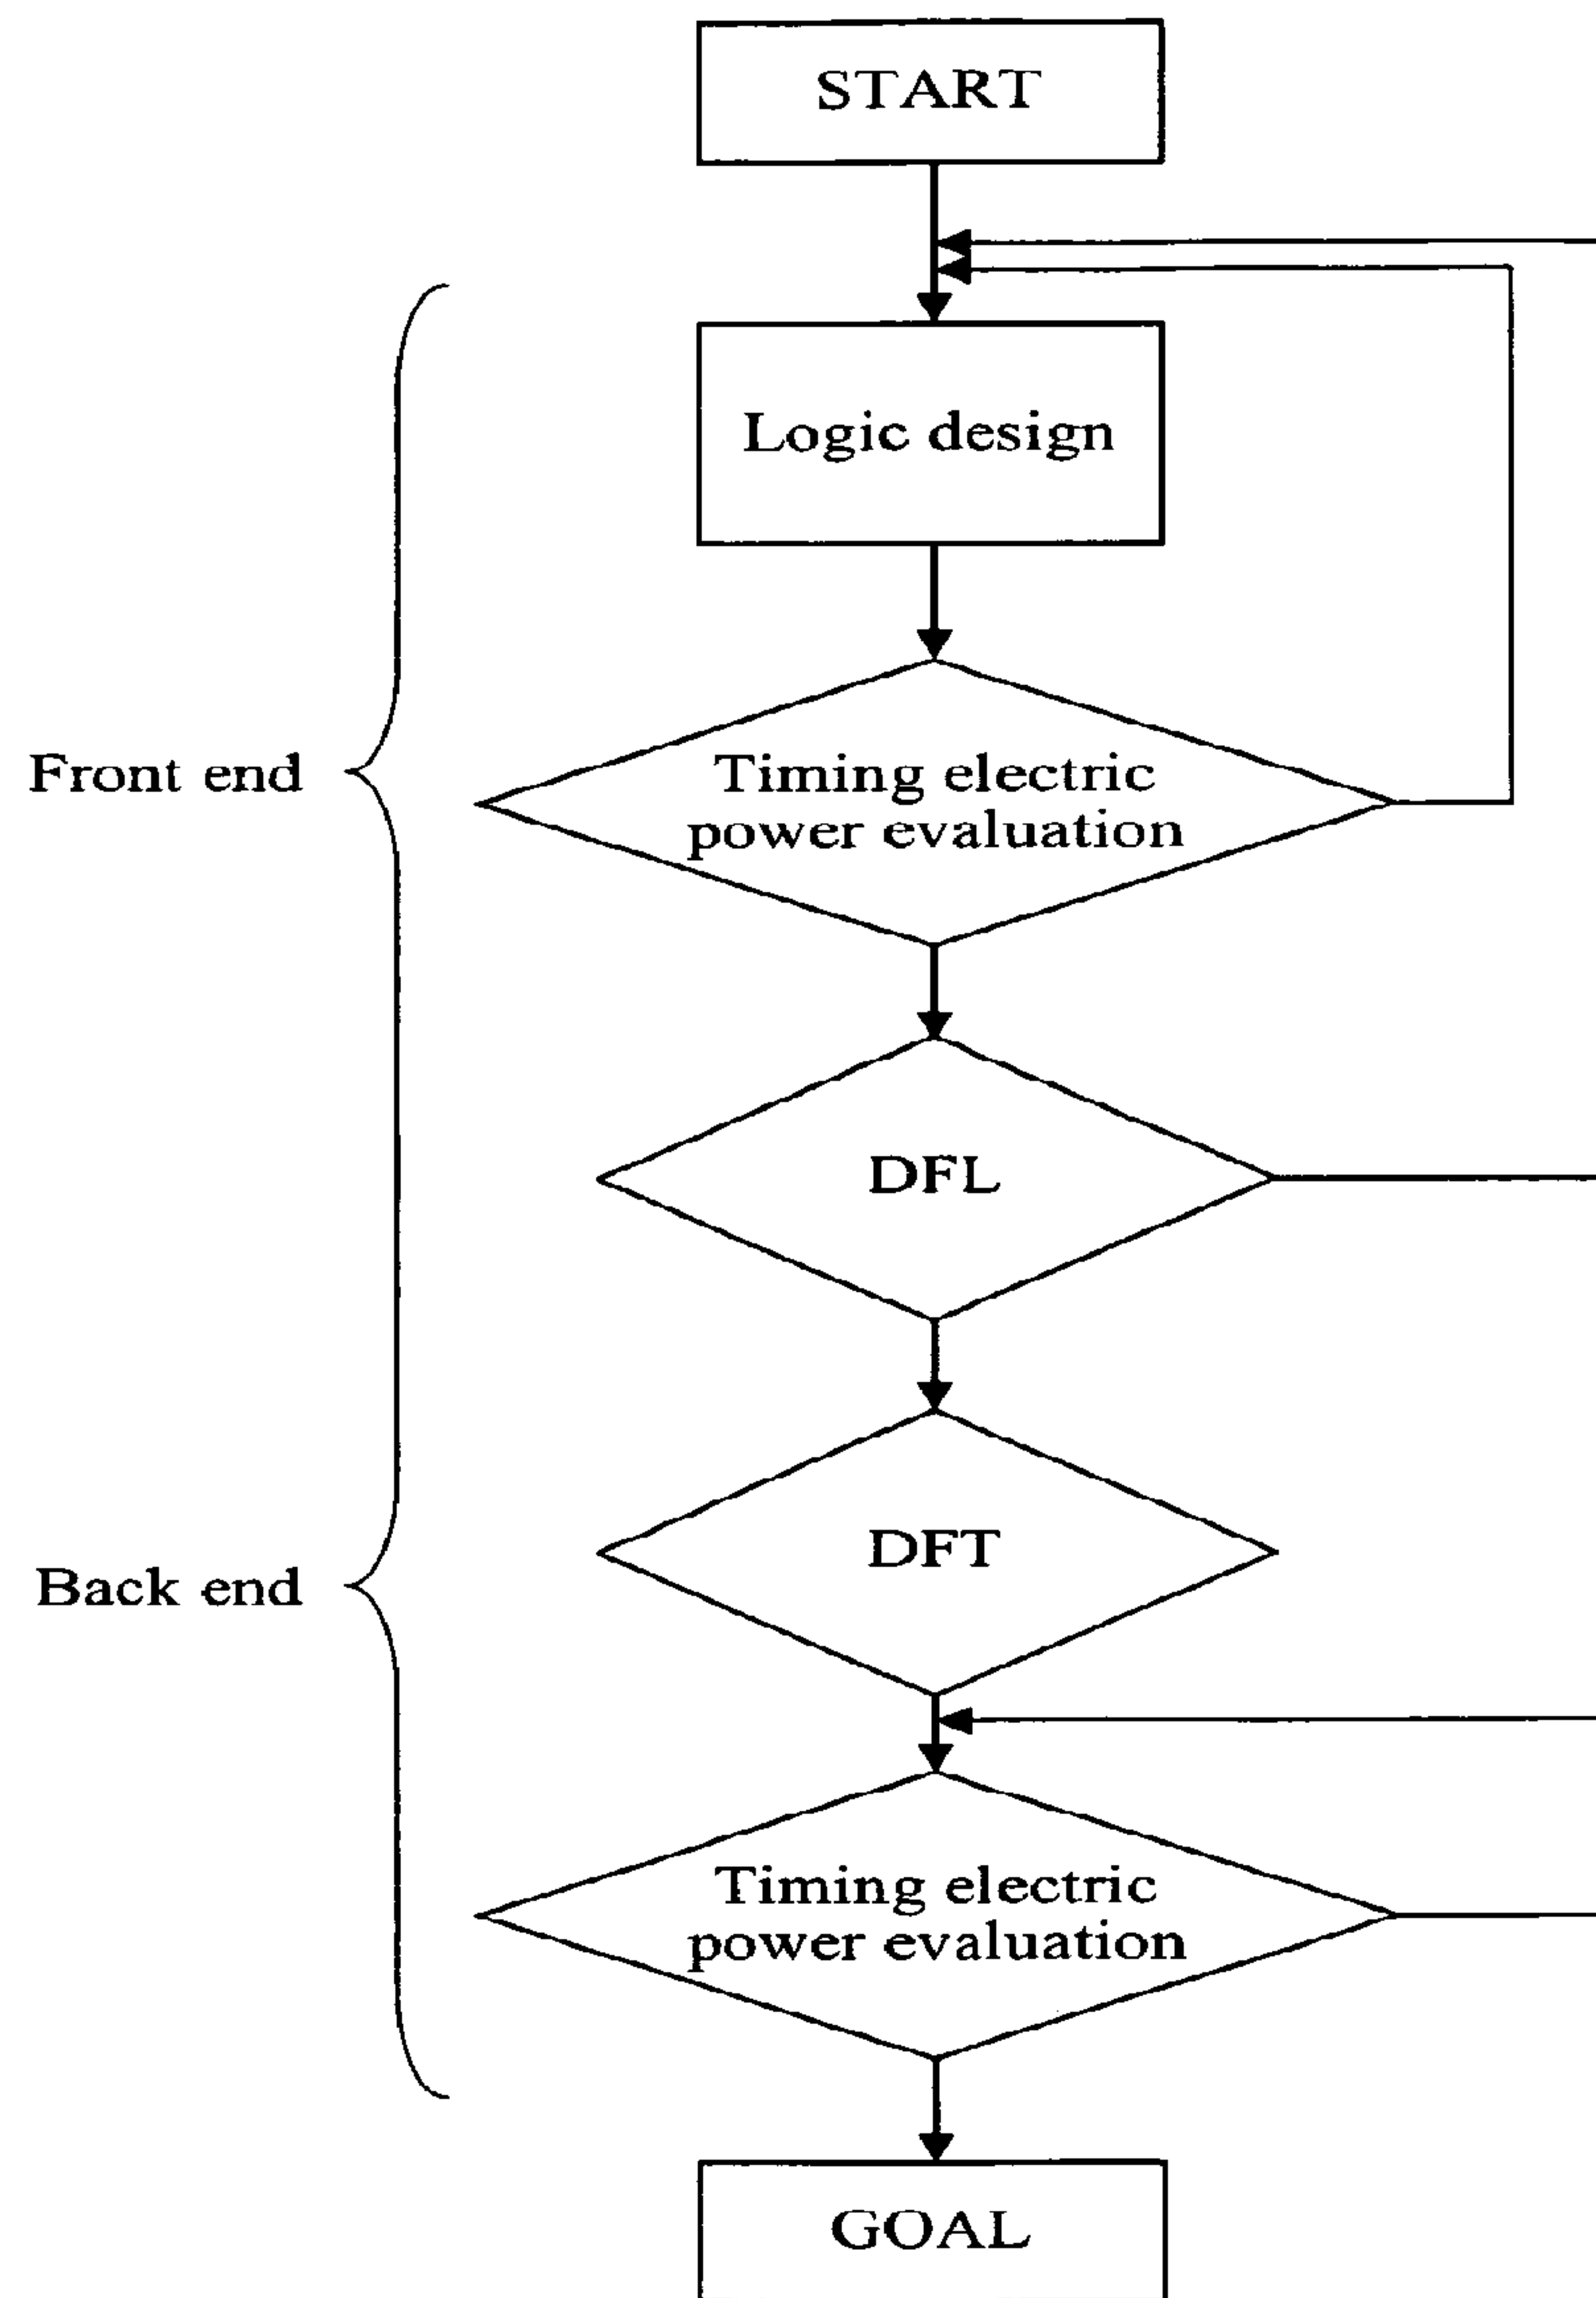 START
Logic design
Front end
Timing electric
power evaluation
DFL
DFT
Back end
Timing electric
power evaluation
GOAL